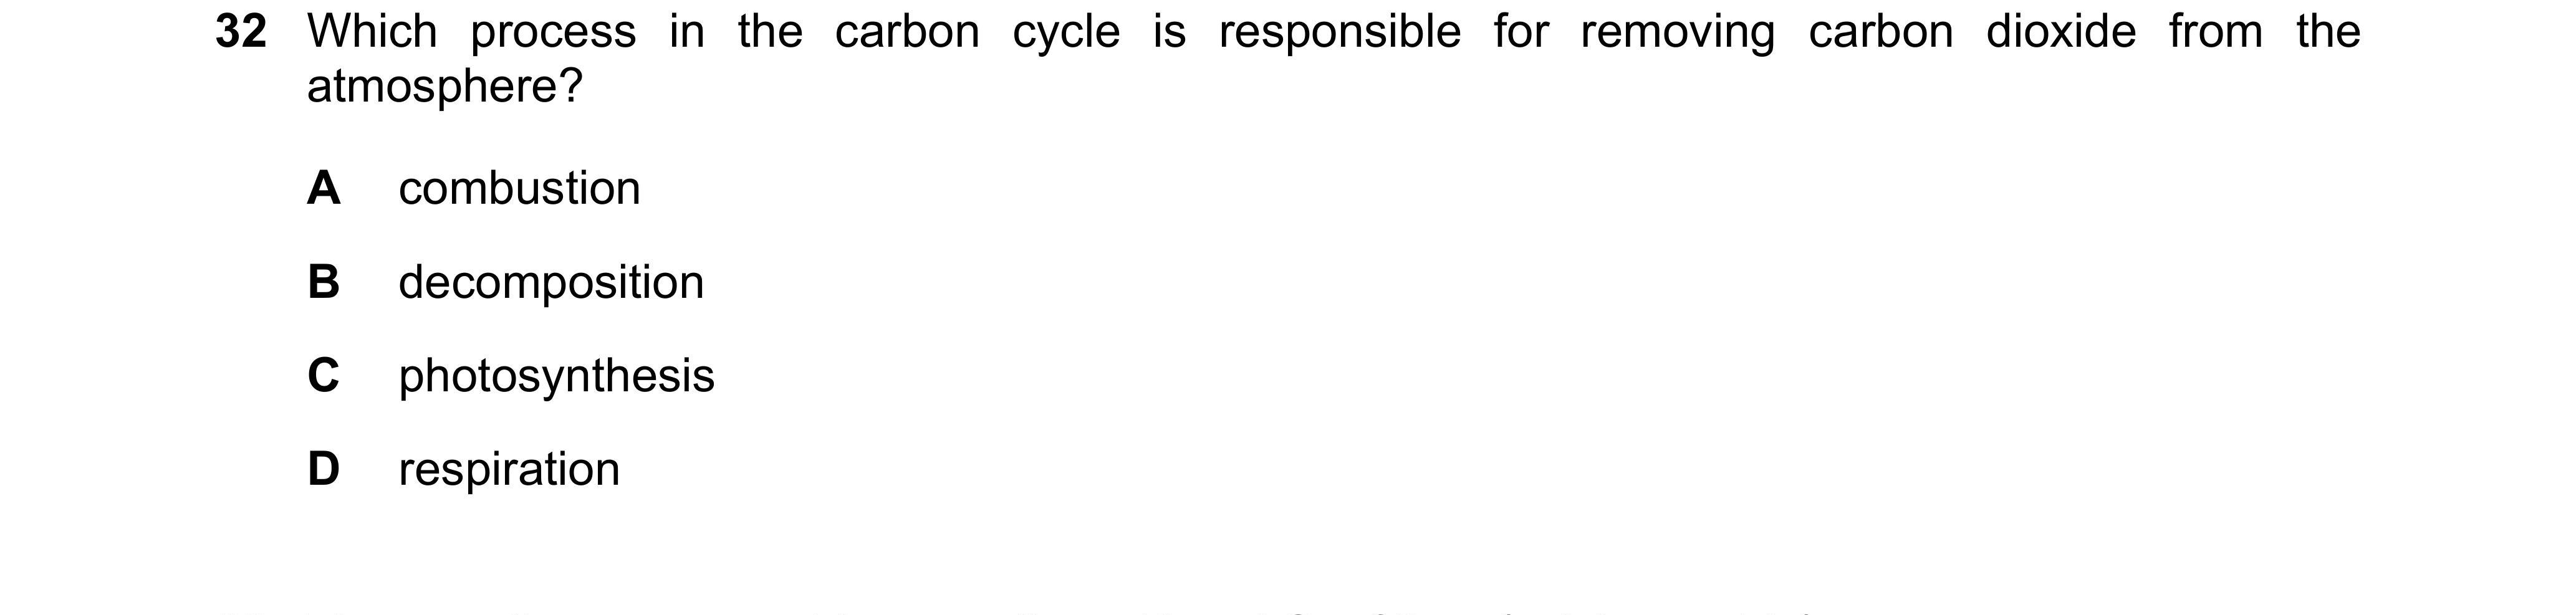 32 Which process in the carbon cycle is responsible for removing carbon dioxide from the
atmosphere?
A combustion
B decomposition
C photosynthesis
D respiration